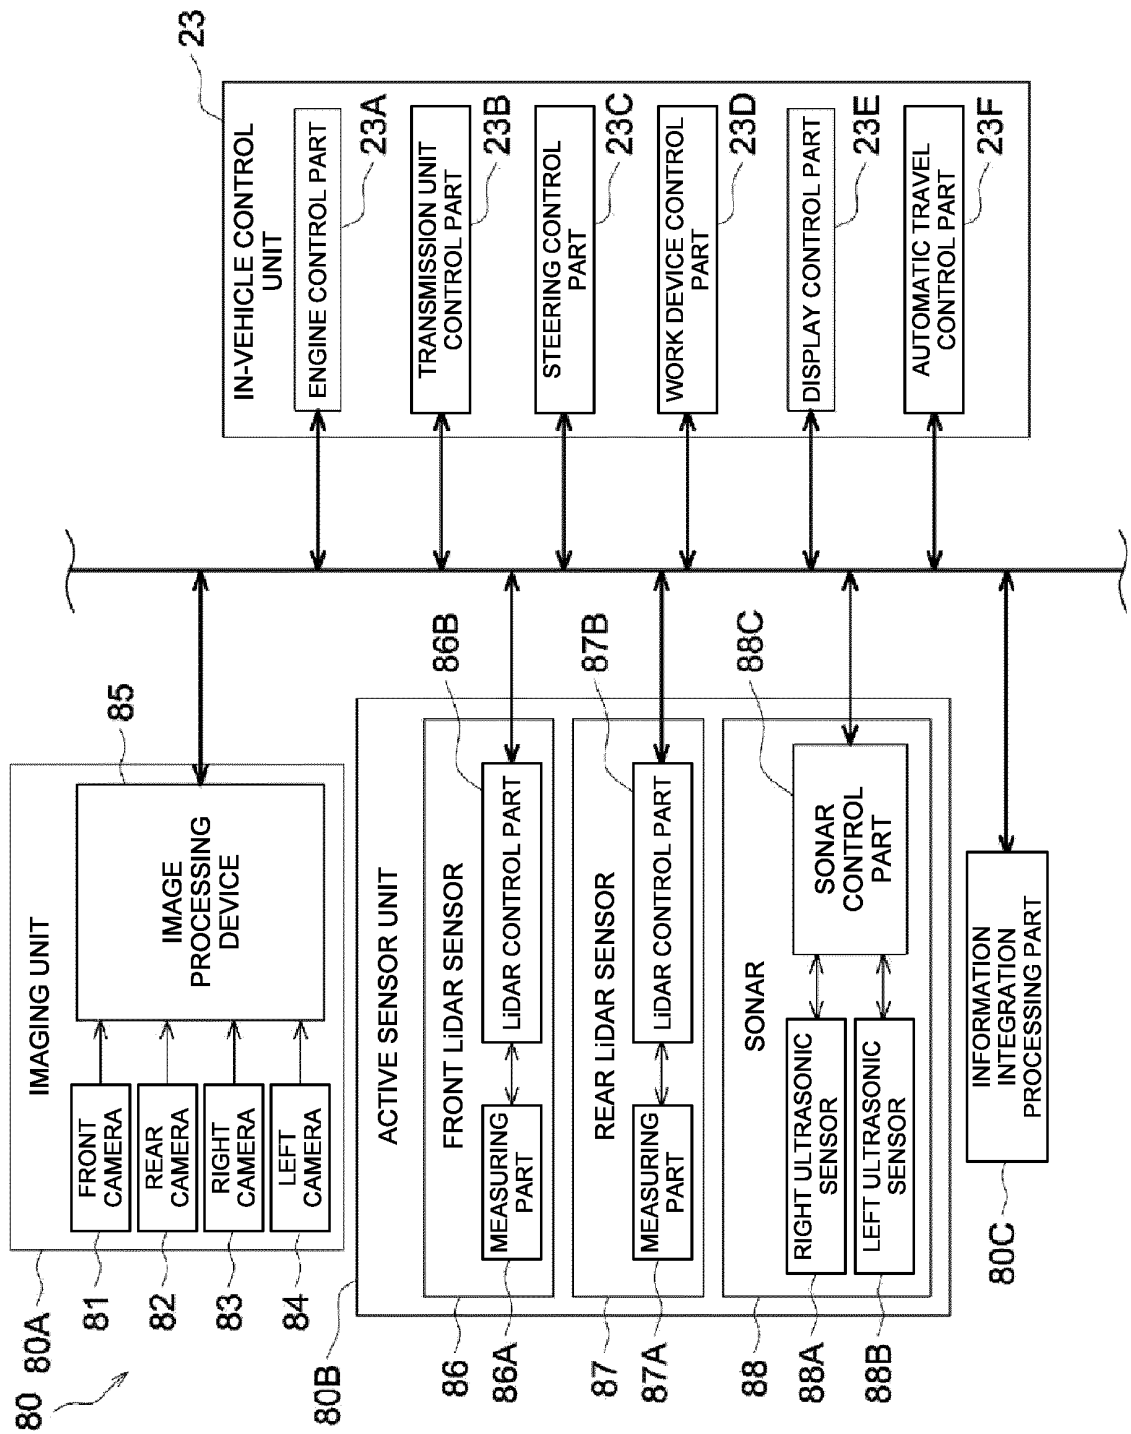 80
80A
IMAGING UNIT
81
FRONT
CAMERA
82
REAR
CAMERA
83
RIGHT
CAMERA
84
LEFT
CAMERA
85
IMAGE
PROCESSING
DEVICE
80B
ACTIVE SENSOR UNIT
86
FRONT LiDAR SENSOR
86A
MEASURING
PART
LiDAR CONTROL PART
86B
87
REAR LiDAR SENSOR
87A
MEASURING
PART
LiDAR CONTROL PART
87B
88
SONAR
88A
RIGHT ULTRASONIC
SENSOR
88B
LEFT ULTRASONIC
SENSOR
SONAR
CONTROL
PART
88C
80C
INFORMATION
INTEGRATION
PROCESSING PART
23
IN-VEHICLE CONTROL
UNIT
ENGINE CONTROL PART
23A
TRANSMISSION UNIT
CONTROL PART
23B
STEERING CONTROL
PART
23C
WORK DEVICE CONTROL
PART
23D
DISPLAY CONTROL PART
23E
AUTOMATIC TRAVEL
CONTROL PART
23F